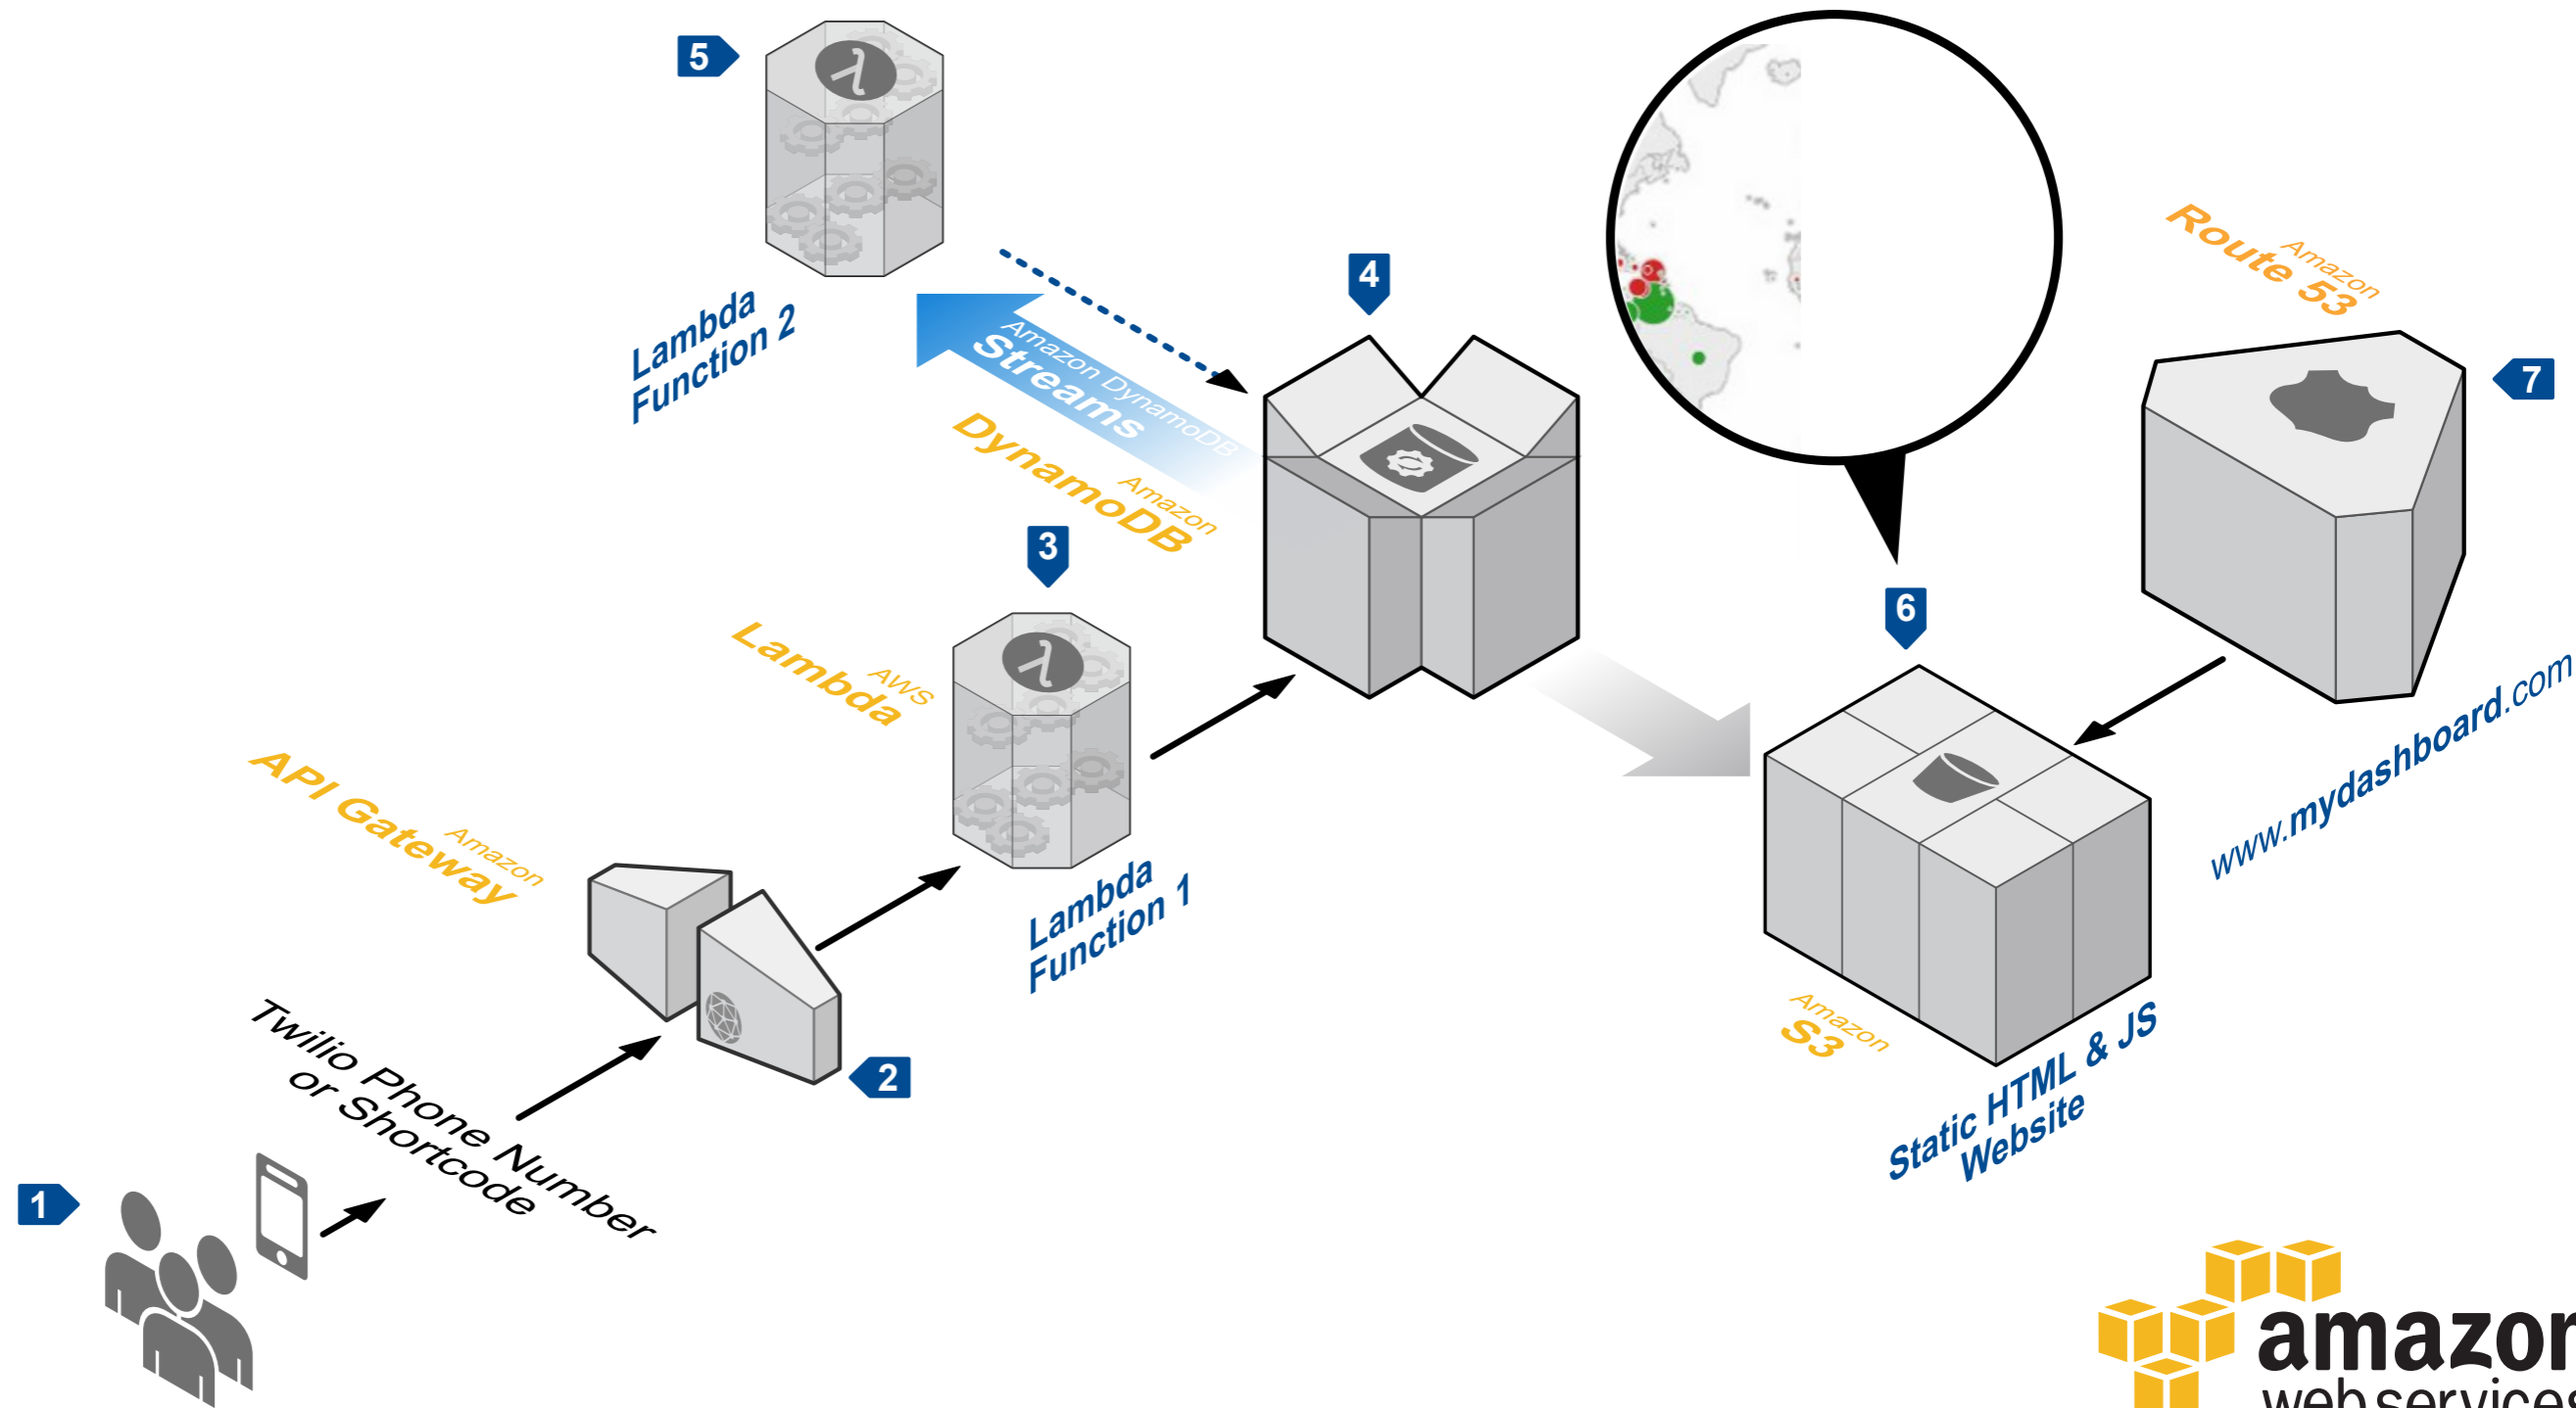 5
Lambda
Function 2
Amazon DynamoDB
Streams
Amazon
DynamoDB
4
Amazon
Route 53
7
3
AWS
Lambda
6
www.mydashboard.com
Amazon
API Gateway
Lambda
Function 1
2
Amazon
S3
Static HTML & JS
Website
Twilio Phone Number
or Shortcode
1
amazon
web services